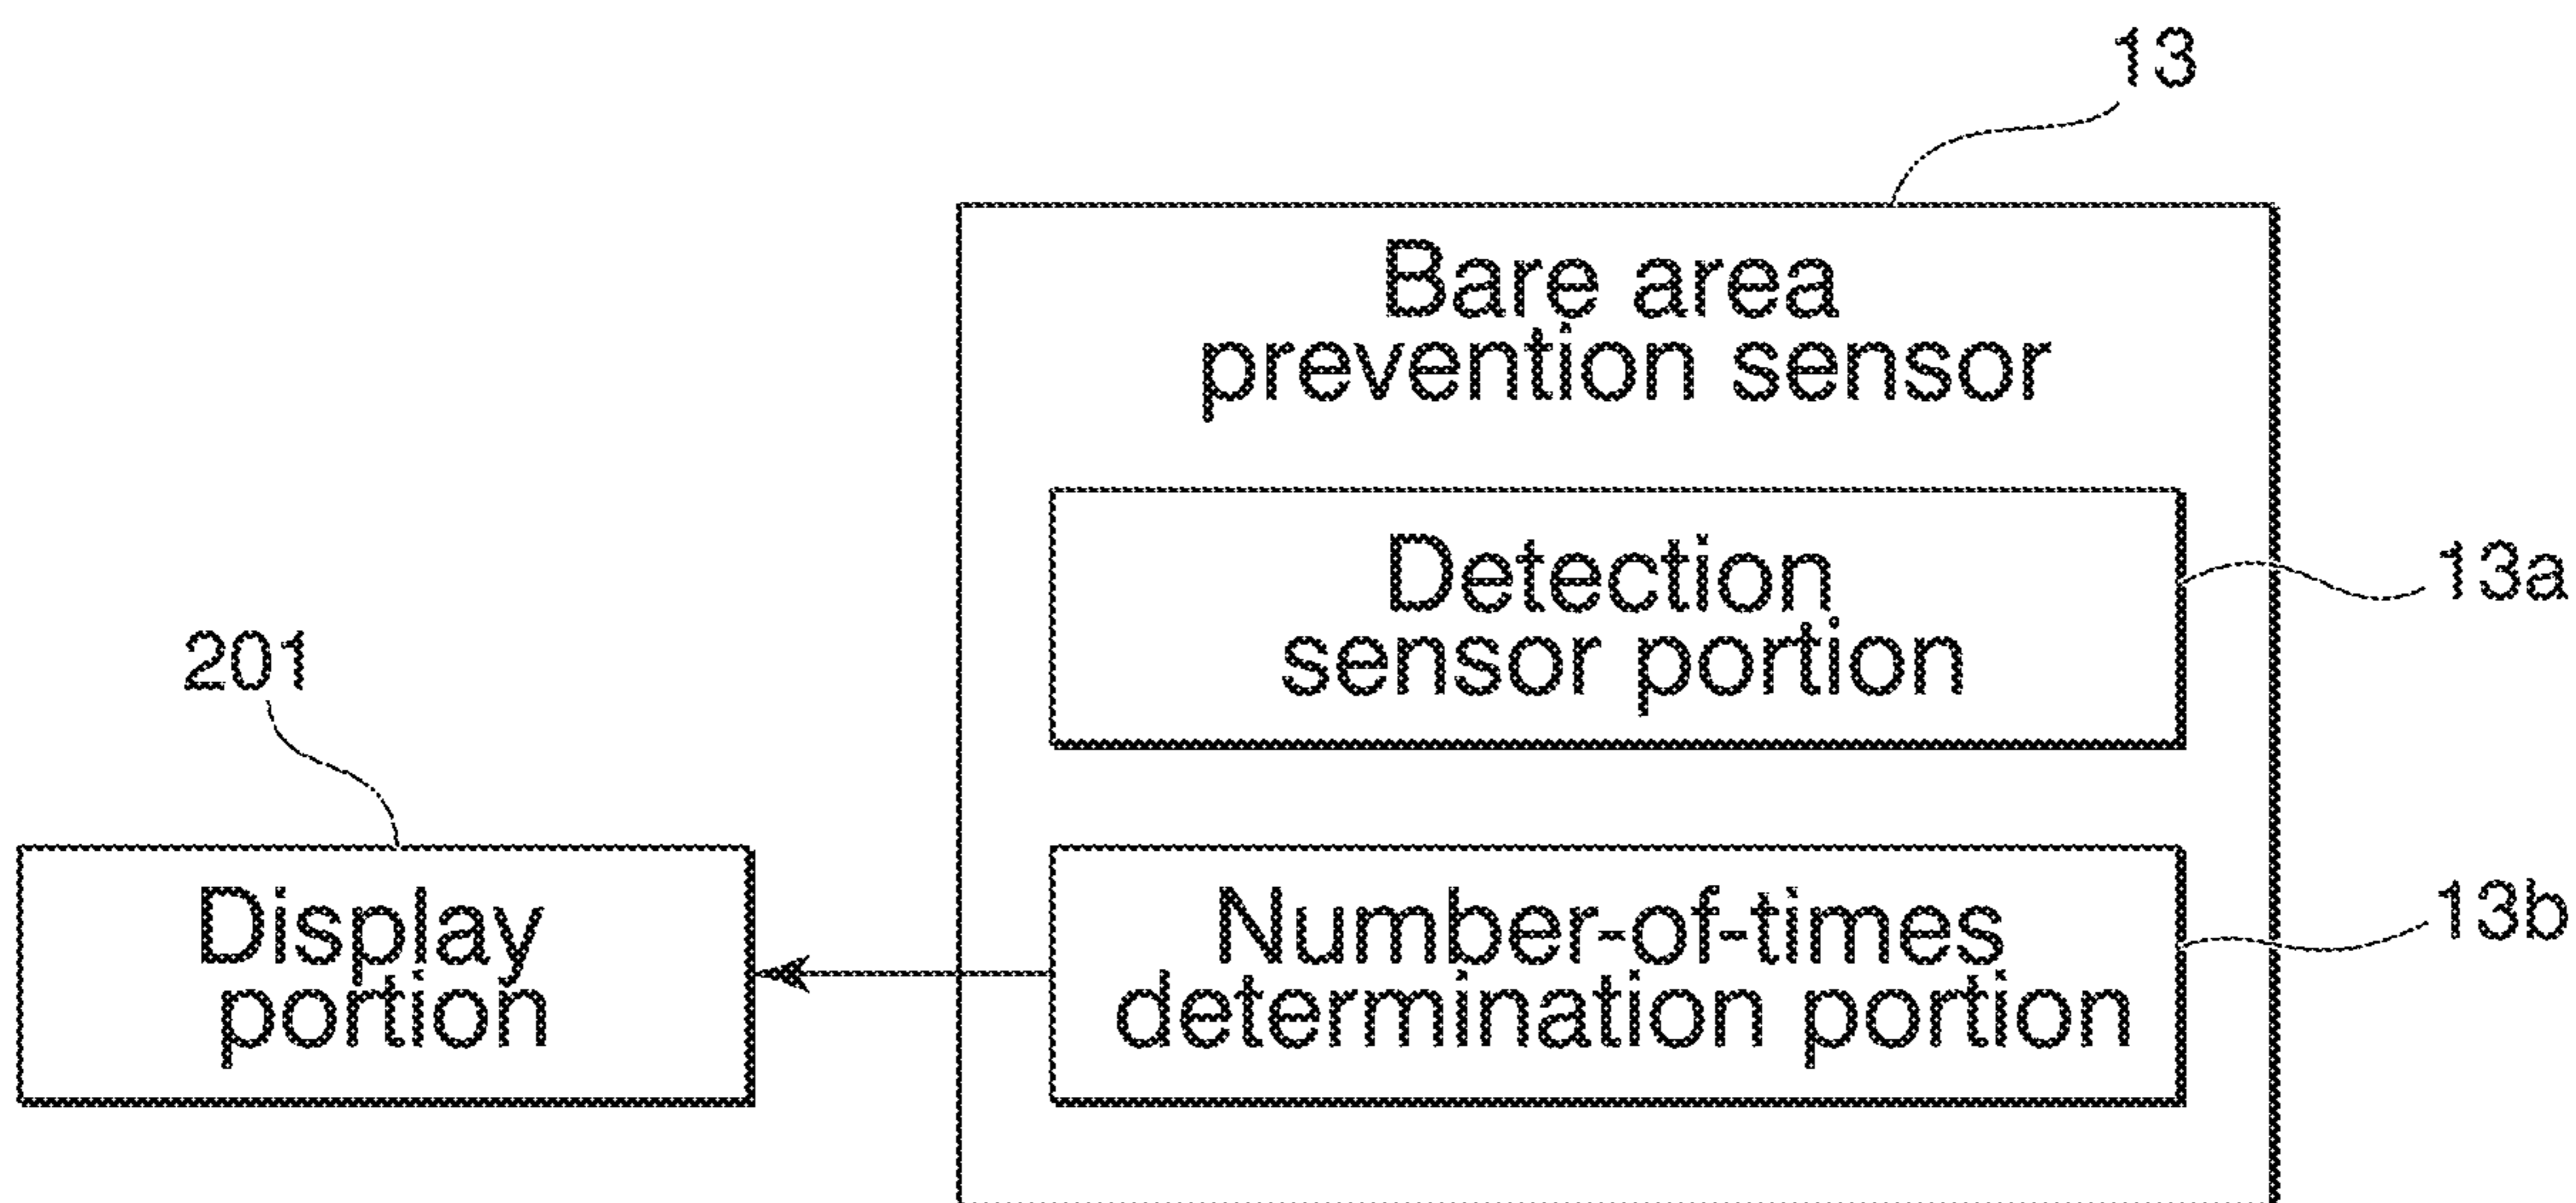 13
Bare area
prevention sensor
Detection
sensor portion
13a
201
Display
portion
Number-of-times
determination portion
13b